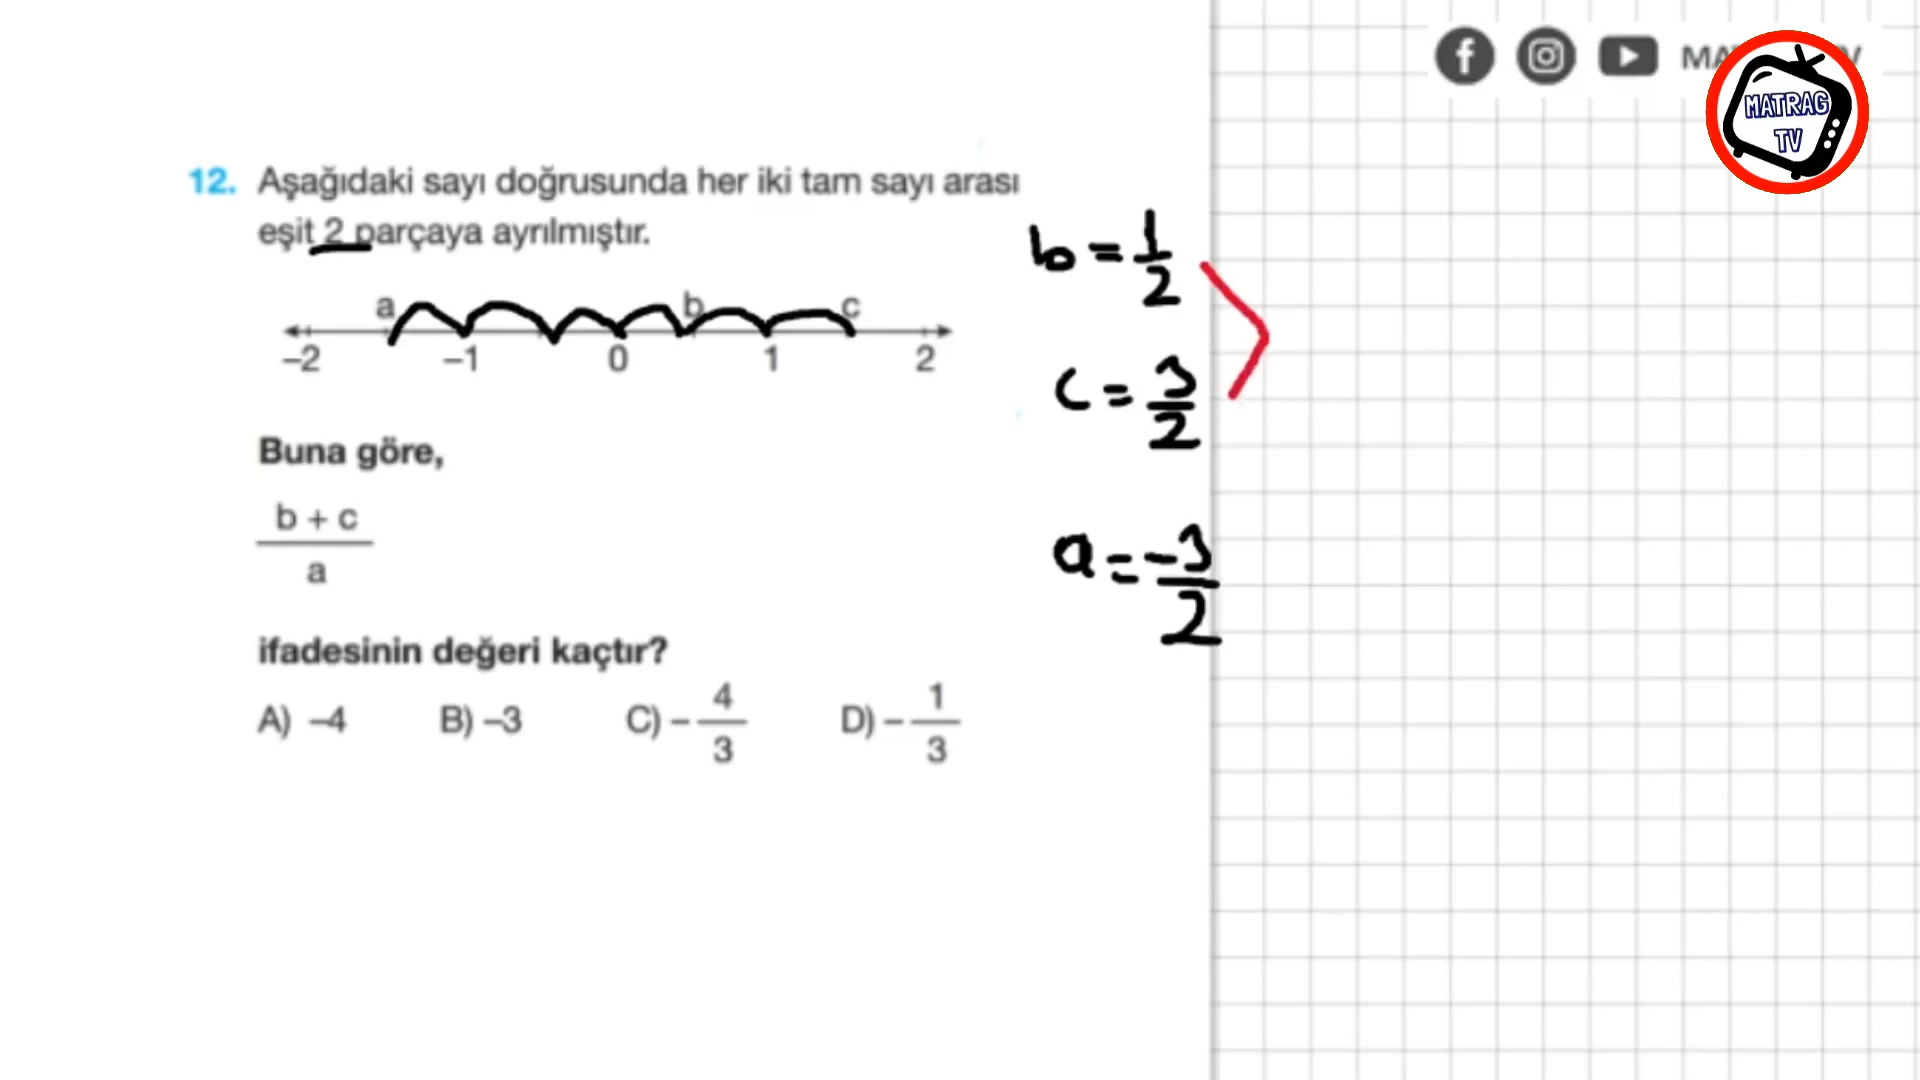 12. Aşağıdaki sayı doğrusunda her iki tam sayı arası
eşit 2 parçaya ayrılmıştır.
a b c
–2 –1 0 1 2
Buna göre,
b + c
a
ifadesinin değeri kaçtır?
A) –4 B) –3 C) – 4/3 D) – 1/3
b = 1/2
c = 3/2
a = -3/2
MATRAG
TV